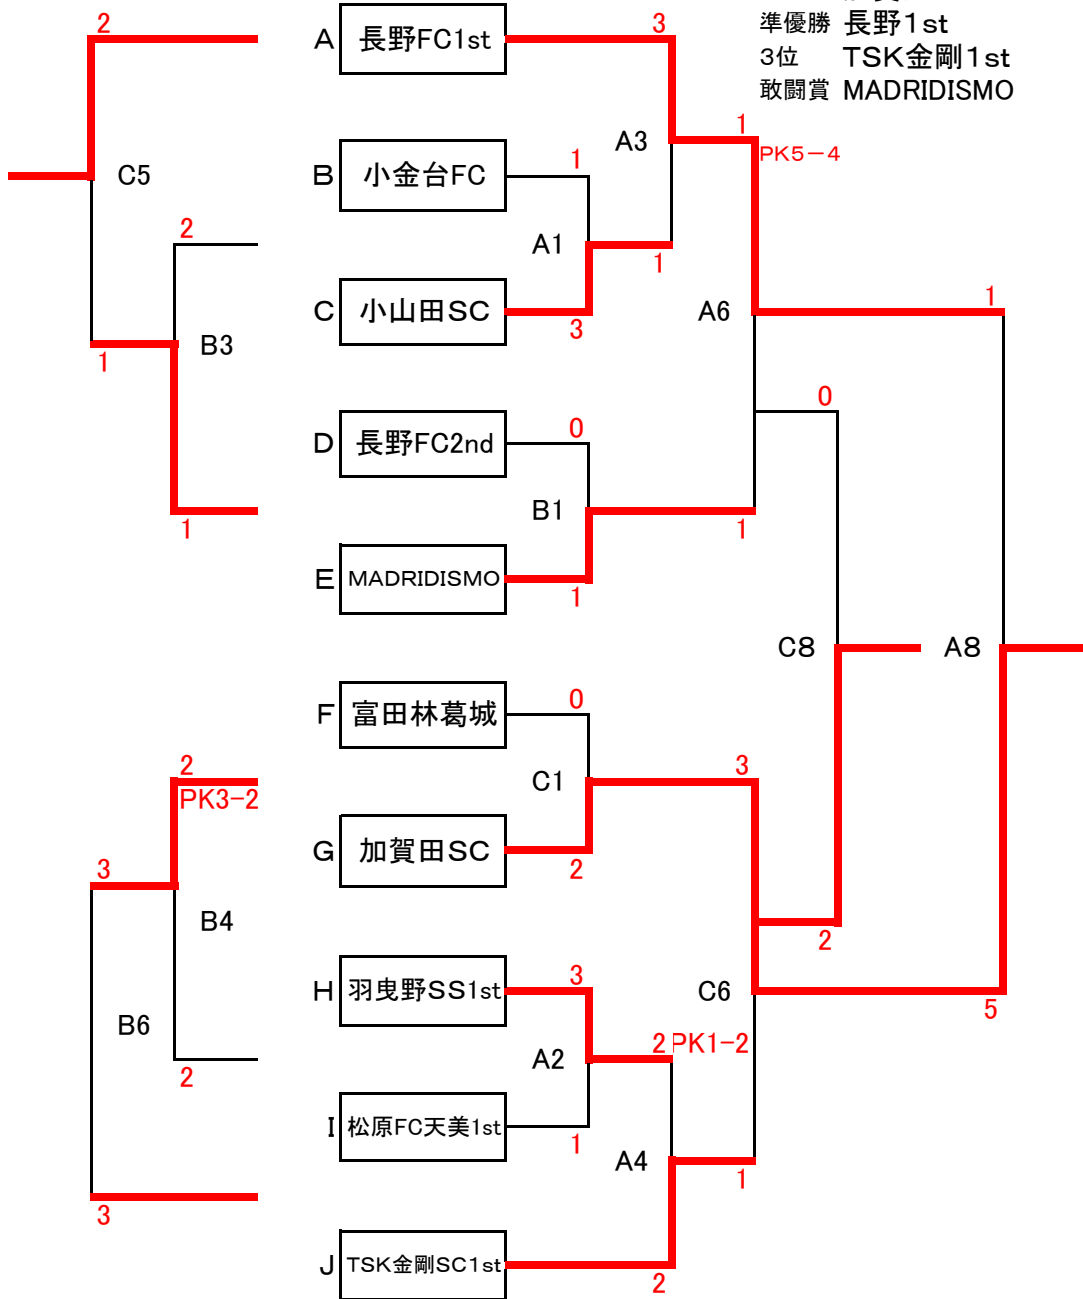 2
A 長野FC1st 3
準優勝 長野1st
3位 TSK金剛1st
敢闘賞 MADRIDISMO
A3 1
PK5-4
C5
B 小金台FC 1
2
A1 1
C 小山田SC 3
A6 1
B3
1
0
D 長野FC2nd 0
B1
1 1
E MADRIDISMO 1
C8 A8
F 富田林葛城 0
2
PK3-2
C1 3
G 加賀田SC 2
3
B4
2
H 羽曳野SS1st 3
C6 5
B6
A2 2 PK1-2
2
I 松原FC天美1st 1
A4 1
3
J TSK金剛SC1st 2